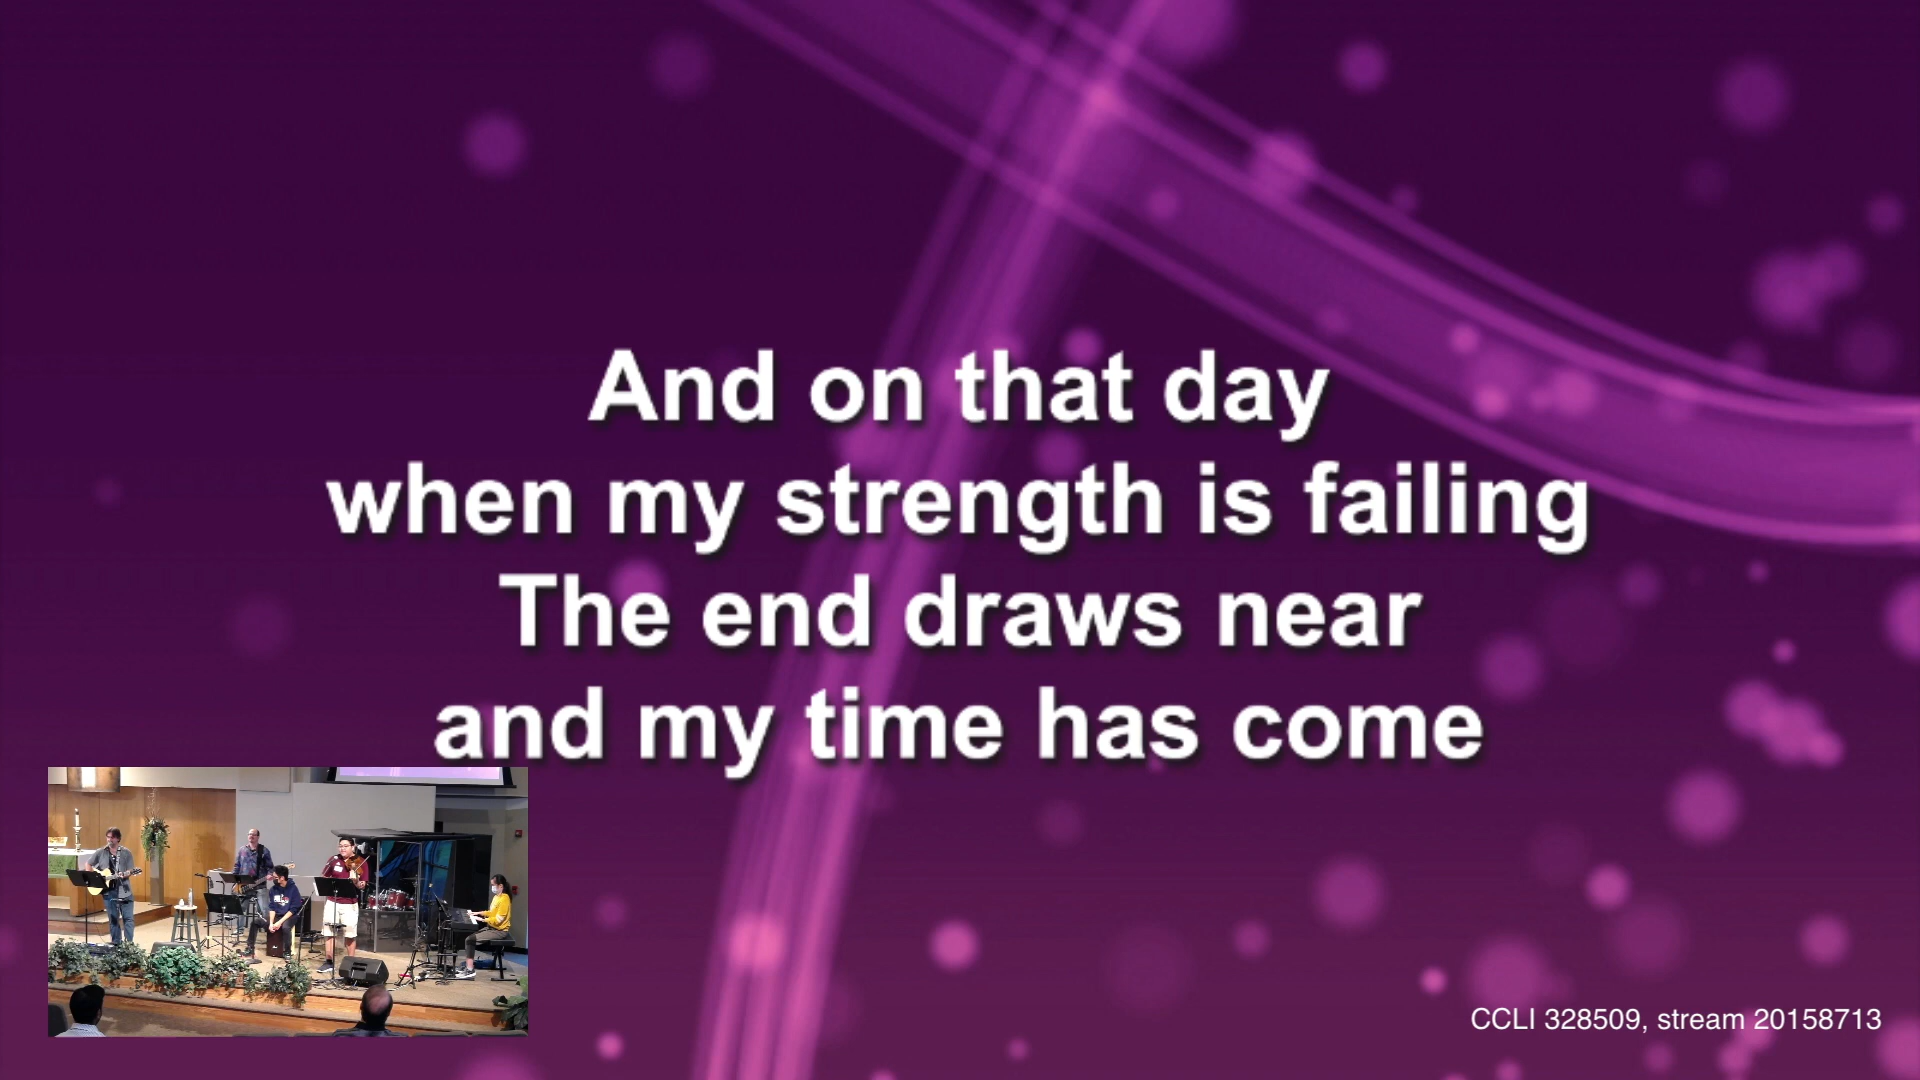 And on that day
when my strength is failing
The end draws near
and my time has come
CCLI 328509, stream 20158713